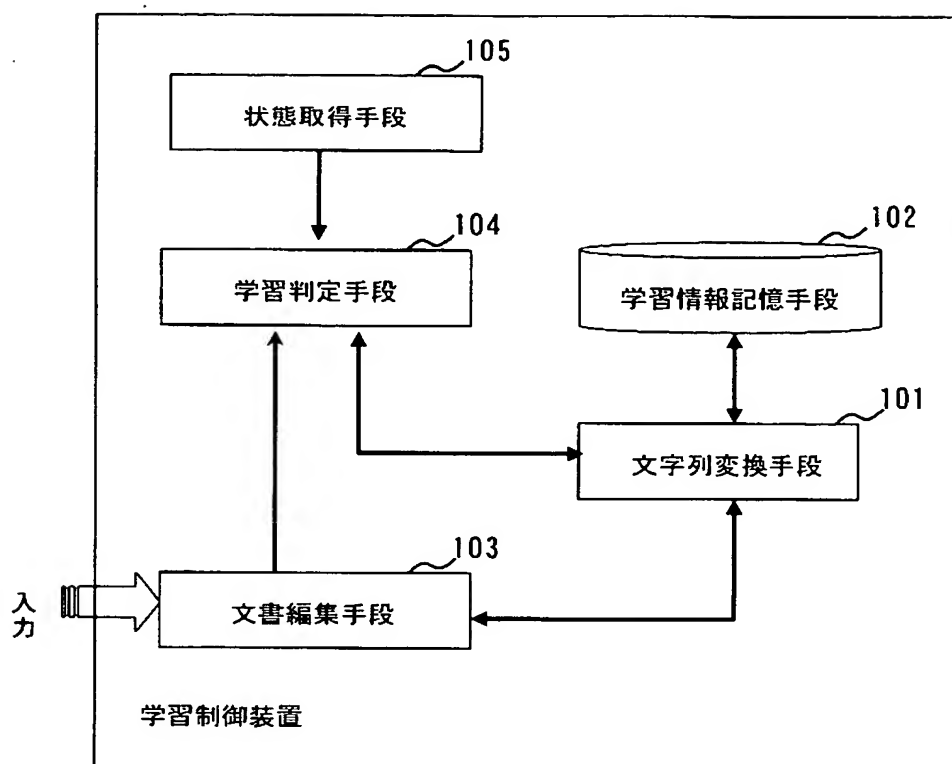 105
状態取得手段
104
学習判定手段
102
学習情報記憶手段
101
文字列変換手段
103
文書編集手段
入力
学習制御装置